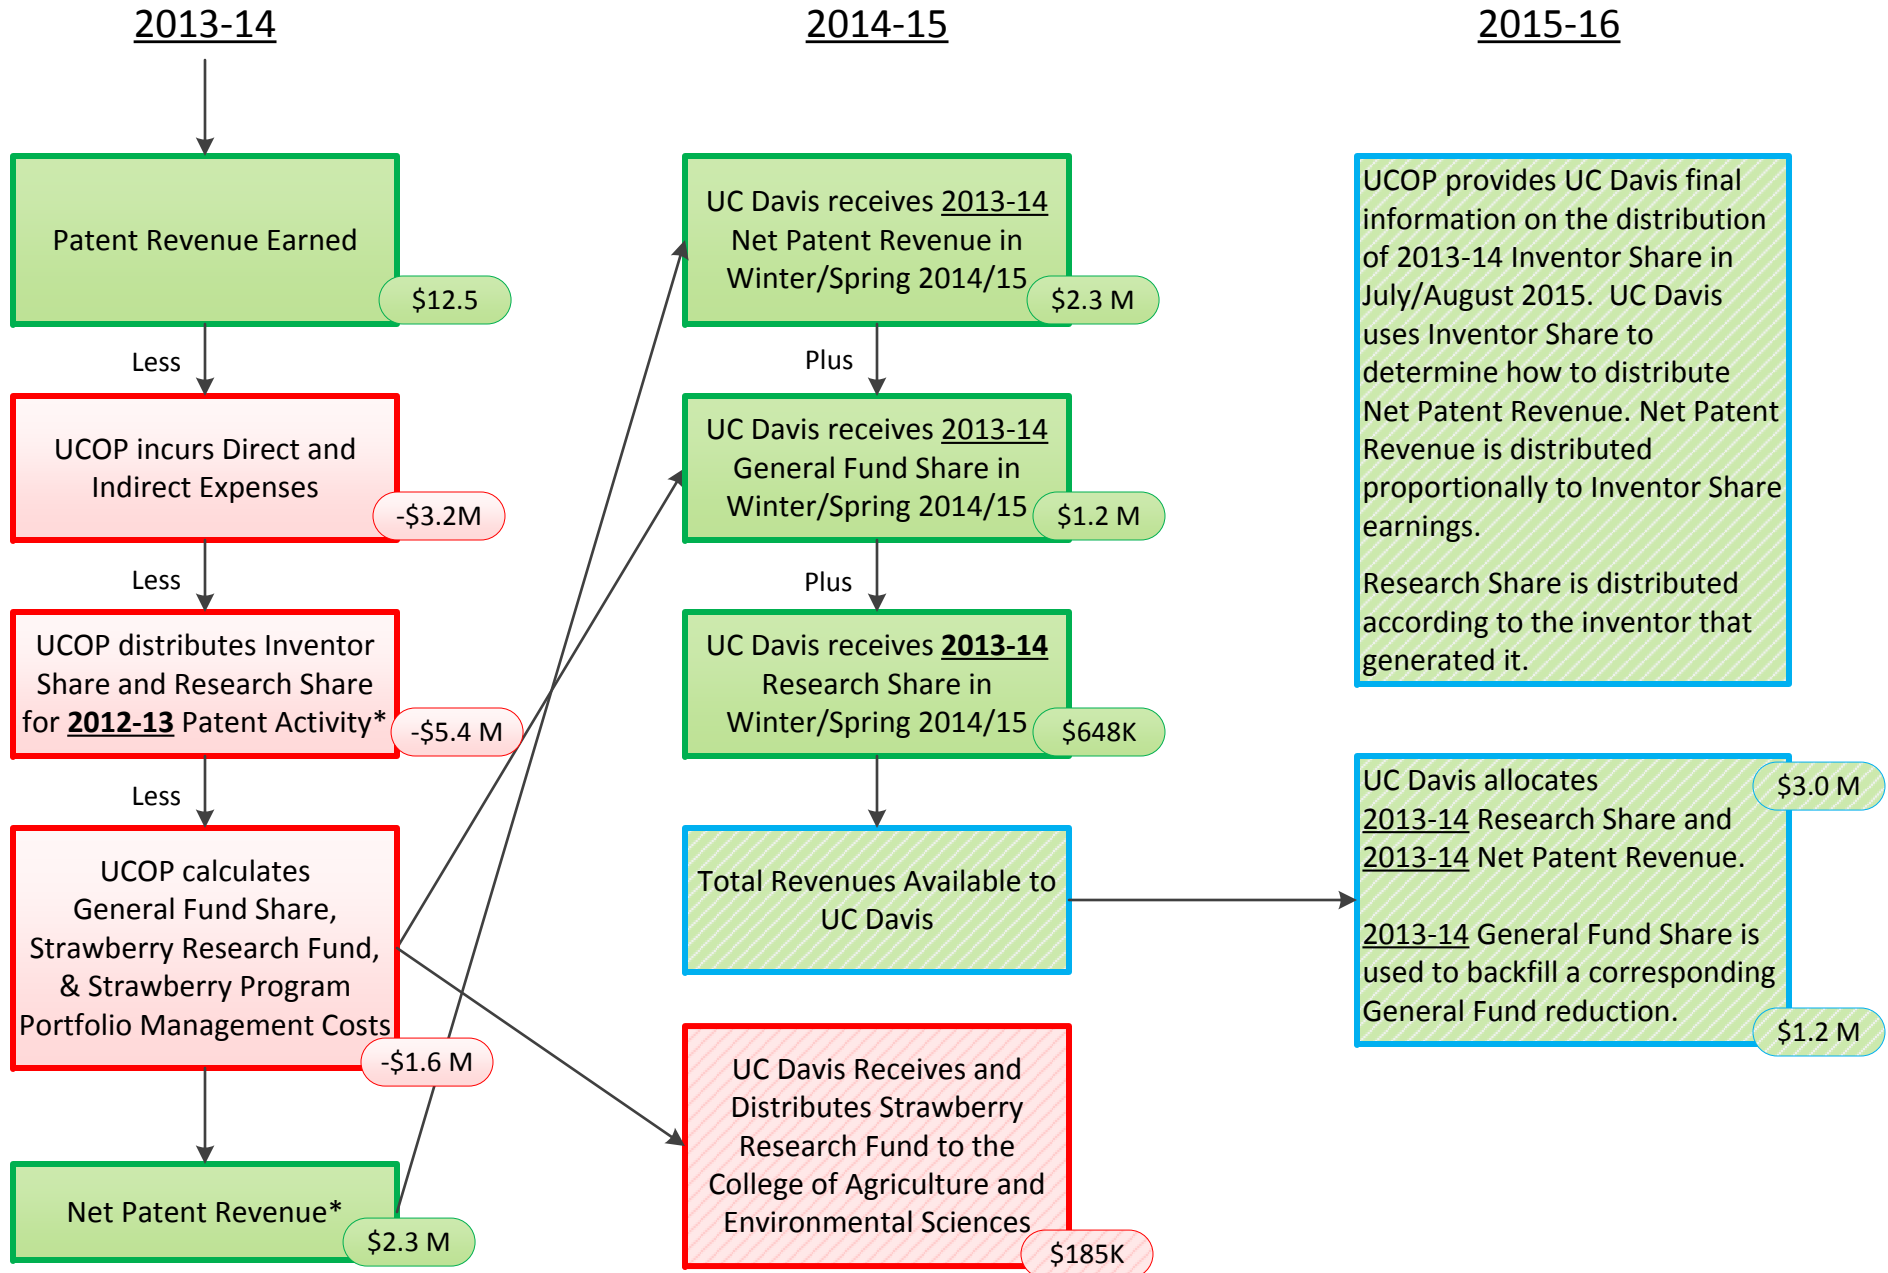 2013-14
Patent Revenue Earned
$12.5
Less
UCOP incurs Direct and
Indirect Expenses
-$3.2M
Less
UCOP distributes Inventor
Share and Research Share
for 2012-13 Patent Activity*
-$5.4 M
Less
UCOP calculates
General Fund Share,
Strawberry Research Fund,
& Strawberry Program
Portfolio Management Costs
-$1.6 M
Net Patent Revenue*
$2.3 M
2014-15
UC Davis receives 2013-14
Net Patent Revenue in
Winter/Spring 2014/15
$2.3 M
Plus
UC Davis receives 2013-14
General Fund Share in
Winter/Spring 2014/15
$1.2 M
Plus
UC Davis receives 2013-14
Research Share in
Winter/Spring 2014/15
$648K
Total Revenues Available to
UC Davis
UC Davis Receives and
Distributes Strawberry
Research Fund to the
College of Agriculture and
Environmental Sciences
$185K
2015-16
UCOP provides UC Davis final
information on the distribution
of 2013-14 Inventor Share in
July/August 2015.  UC Davis
uses Inventor Share to
determine how to distribute
Net Patent Revenue. Net Patent
Revenue is distributed
proportionally to Inventor Share
earnings.
Research Share is distributed
according to the inventor that
generated it.
UC Davis allocates
$3.0 M
2013-14 Research Share and
2013-14 Net Patent Revenue.
2013-14 General Fund Share is
used to backfill a corresponding
General Fund reduction.
$1.2 M